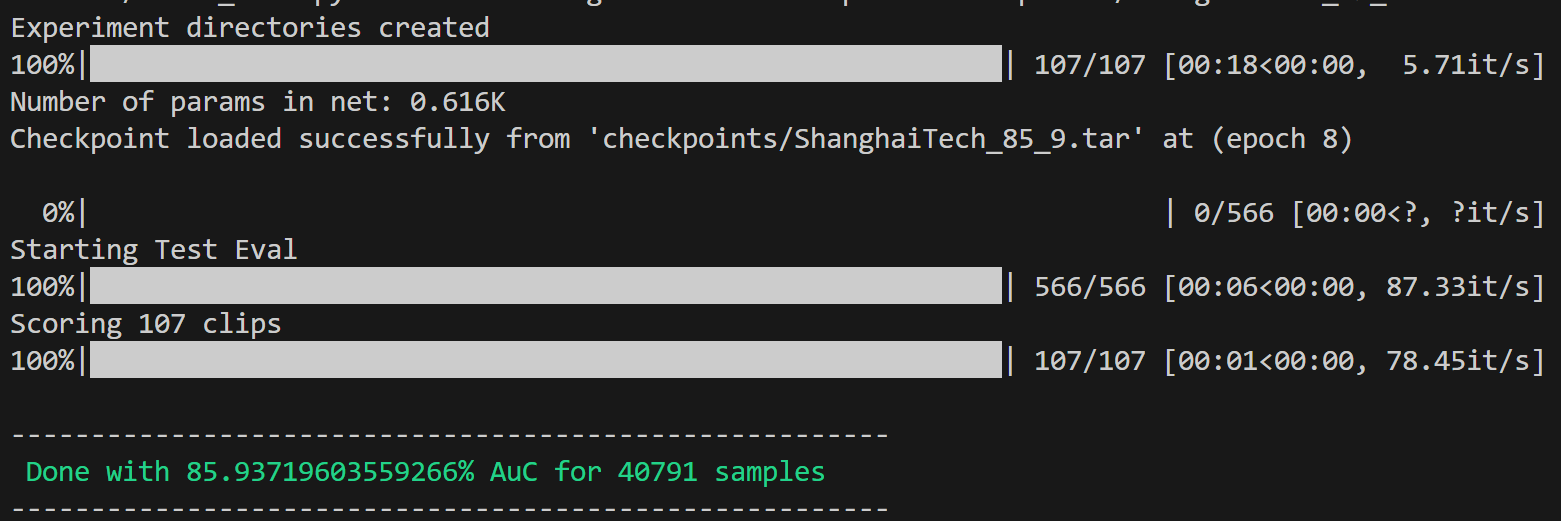 Experiment directories created
100%| | 107/107 [00:18<00:00,  5.71it/s]
Number of params in net: 0.616K
Checkpoint loaded successfully from 'checkpoints/ShanghaiTech_85_9.tar' at (epoch 8)
0%| | 0/566 [00:00<?, ?it/s]
Starting Test Eval
100%| | 566/566 [00:06<00:00, 87.33it/s]
Scoring 107 clips
100%| | 107/107 [00:01<00:00, 78.45it/s]
-------------------------------------------------------
Done with 85.93719603559266% AuC for 40791 samples
-------------------------------------------------------